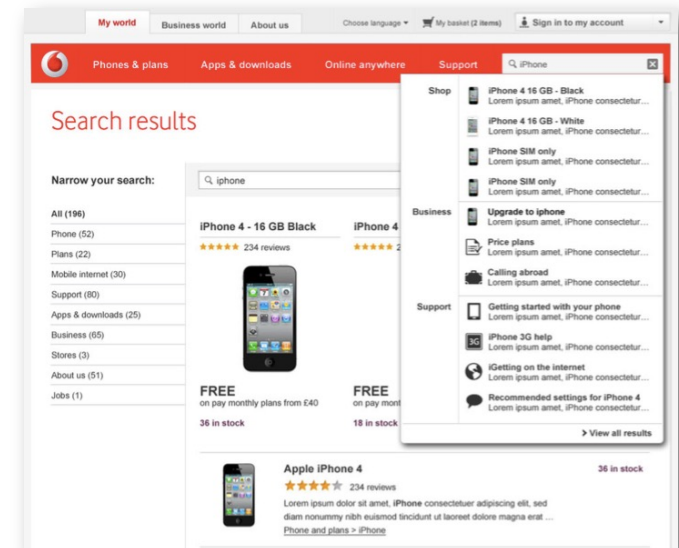 My world
Business world
About us
Choose language
My basket (2 items)
Sign in to my account
Phones & plans
Apps & downloads
Online anywhere
Support
iPhone
Search results
Narrow your search:
All (196)
Phone (52)
Plans (22)
Mobile internet (30)
Support (80)
Apps & downloads (25)
Business (65)
Stores (3)
About us (51)
Jobs (1)
iphone
iPhone 4 - 16 GB Black
234 reviews
FREE
on pay monthly plans from £40
36 in stock
iPhone 4
2
FREE
on pay mont
18 in stock
Shop
iPhone 4 16 GB - Black
Lorem ipsum amet, iPhone consectetur...
iPhone 4 16 GB - White
Lorem ipsum amet, iPhone consectetur...
iPhone SIM only
Lorem ipsum amet, iPhone consectetur...
iPhone SIM only
Lorem ipsum amet, iPhone consectetur...
Business
Upgrade to iphone
Lorem ipsum amet, iPhone consectetur...
Price plans
Lorem ipsum amet, iPhone consectetur...
Calling abroad
Lorem ipsum amet, iPhone consectetur...
Support
Getting started with your phone
Lorem ipsum amet, iPhone consectetur...
3G
iPhone 3G help
Lorem ipsum amet, iPhone consectetur...
iGetting on the internet
Lorem ipsum amet, iPhone consectetur...
Recommended settings for iPhone 4
Lorem ipsum amet, iPhone consectetur...
View all results
Apple iPhone 4
36 in stock
234 reviews
Lorem ipsum dolor sit amet, iPhone consectetuer adipiscing elit, sed
diam nonummy nibh euismod tincidunt ut laoreet dolore magna erat ...
Phone and plans > iPhone